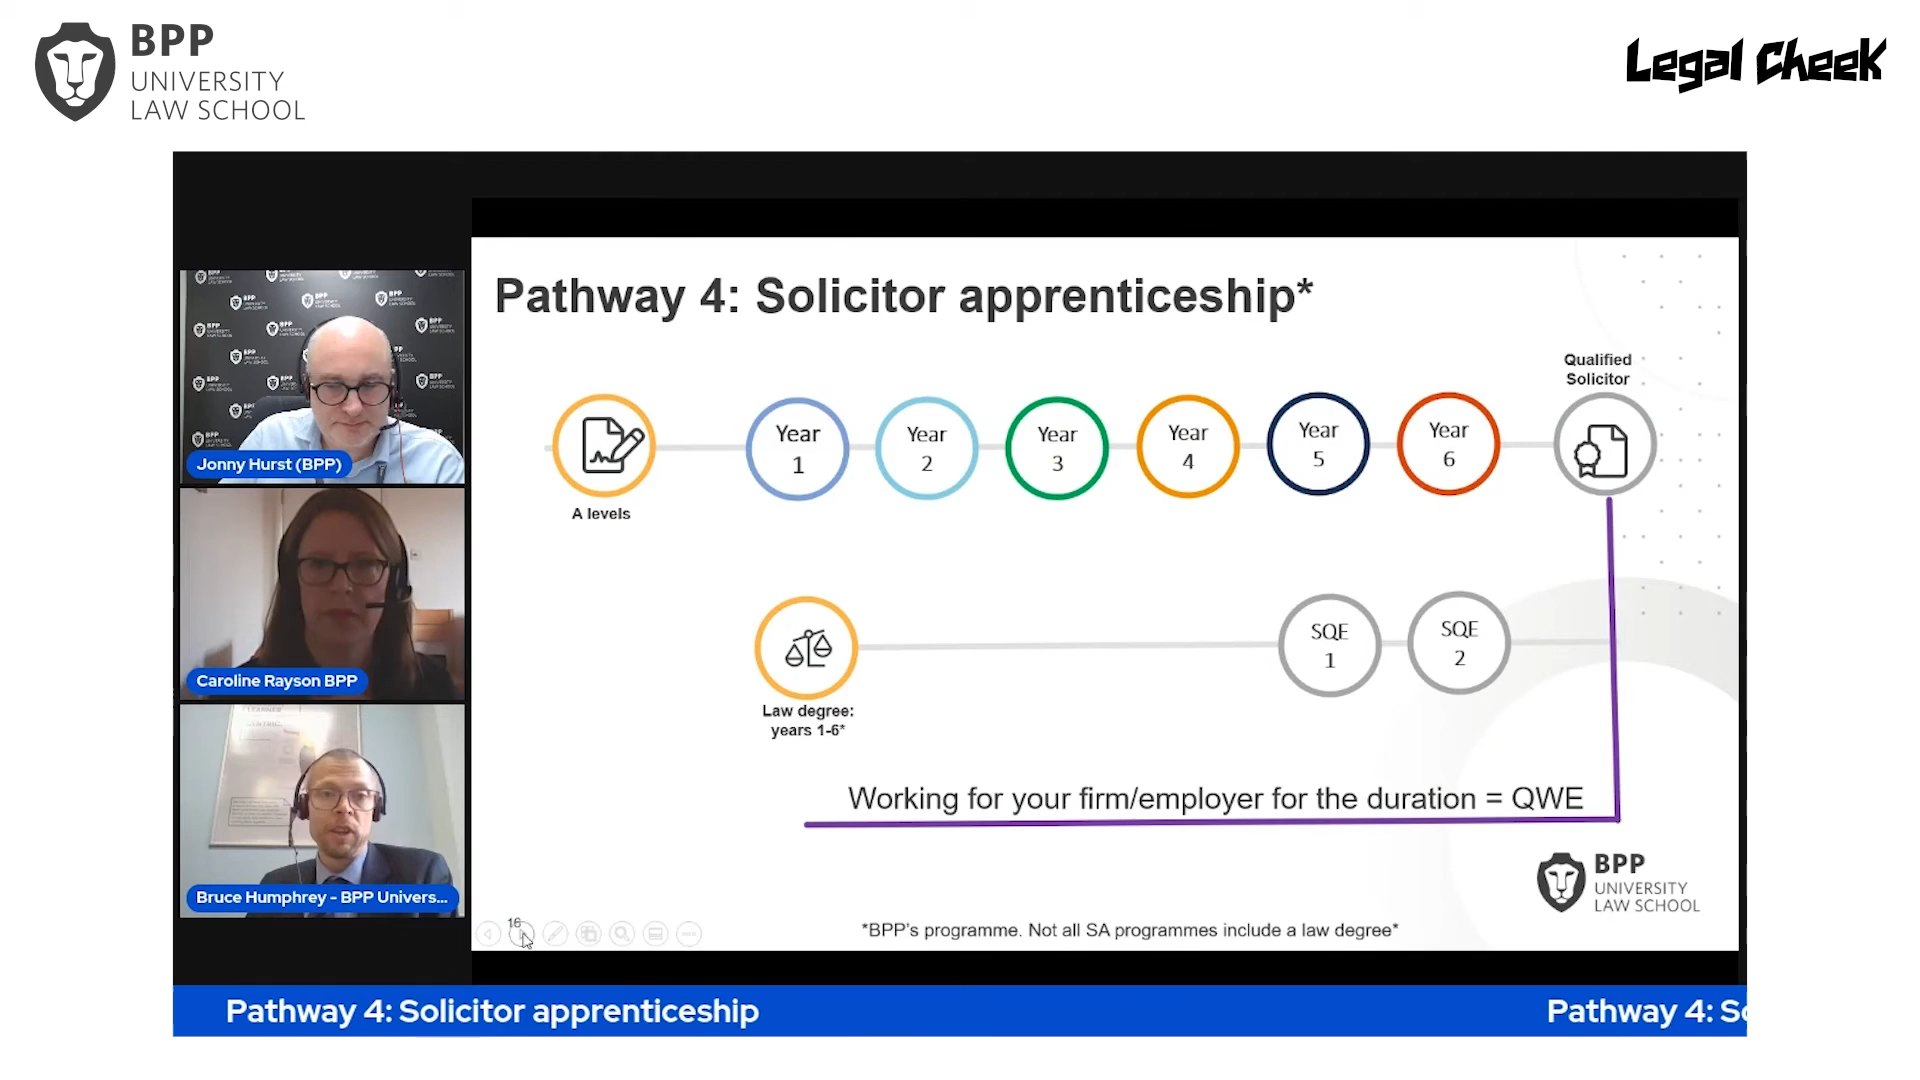 BPP
UNIVERSITY
LAW SCHOOL
Legal Cheek
Jonny Hurst (BPP)
Caroline Rayson BPP
Bruce Humphrey - BPP Univers...
Pathway 4: Solicitor apprenticeship*
Qualified
Solicitor
A levels
Year
1
Year
2
Year
3
Year
4
Year
5
Year
6
Law degree:
years 1-6*
SQE
1
SQE
2
Working for your firm/employer for the duration = QWE
BPP
UNIVERSITY
LAW SCHOOL
16
*BPP's programme. Not all SA programmes include a law degree*
Pathway 4: Solicitor apprenticeship
Pathway 4: So